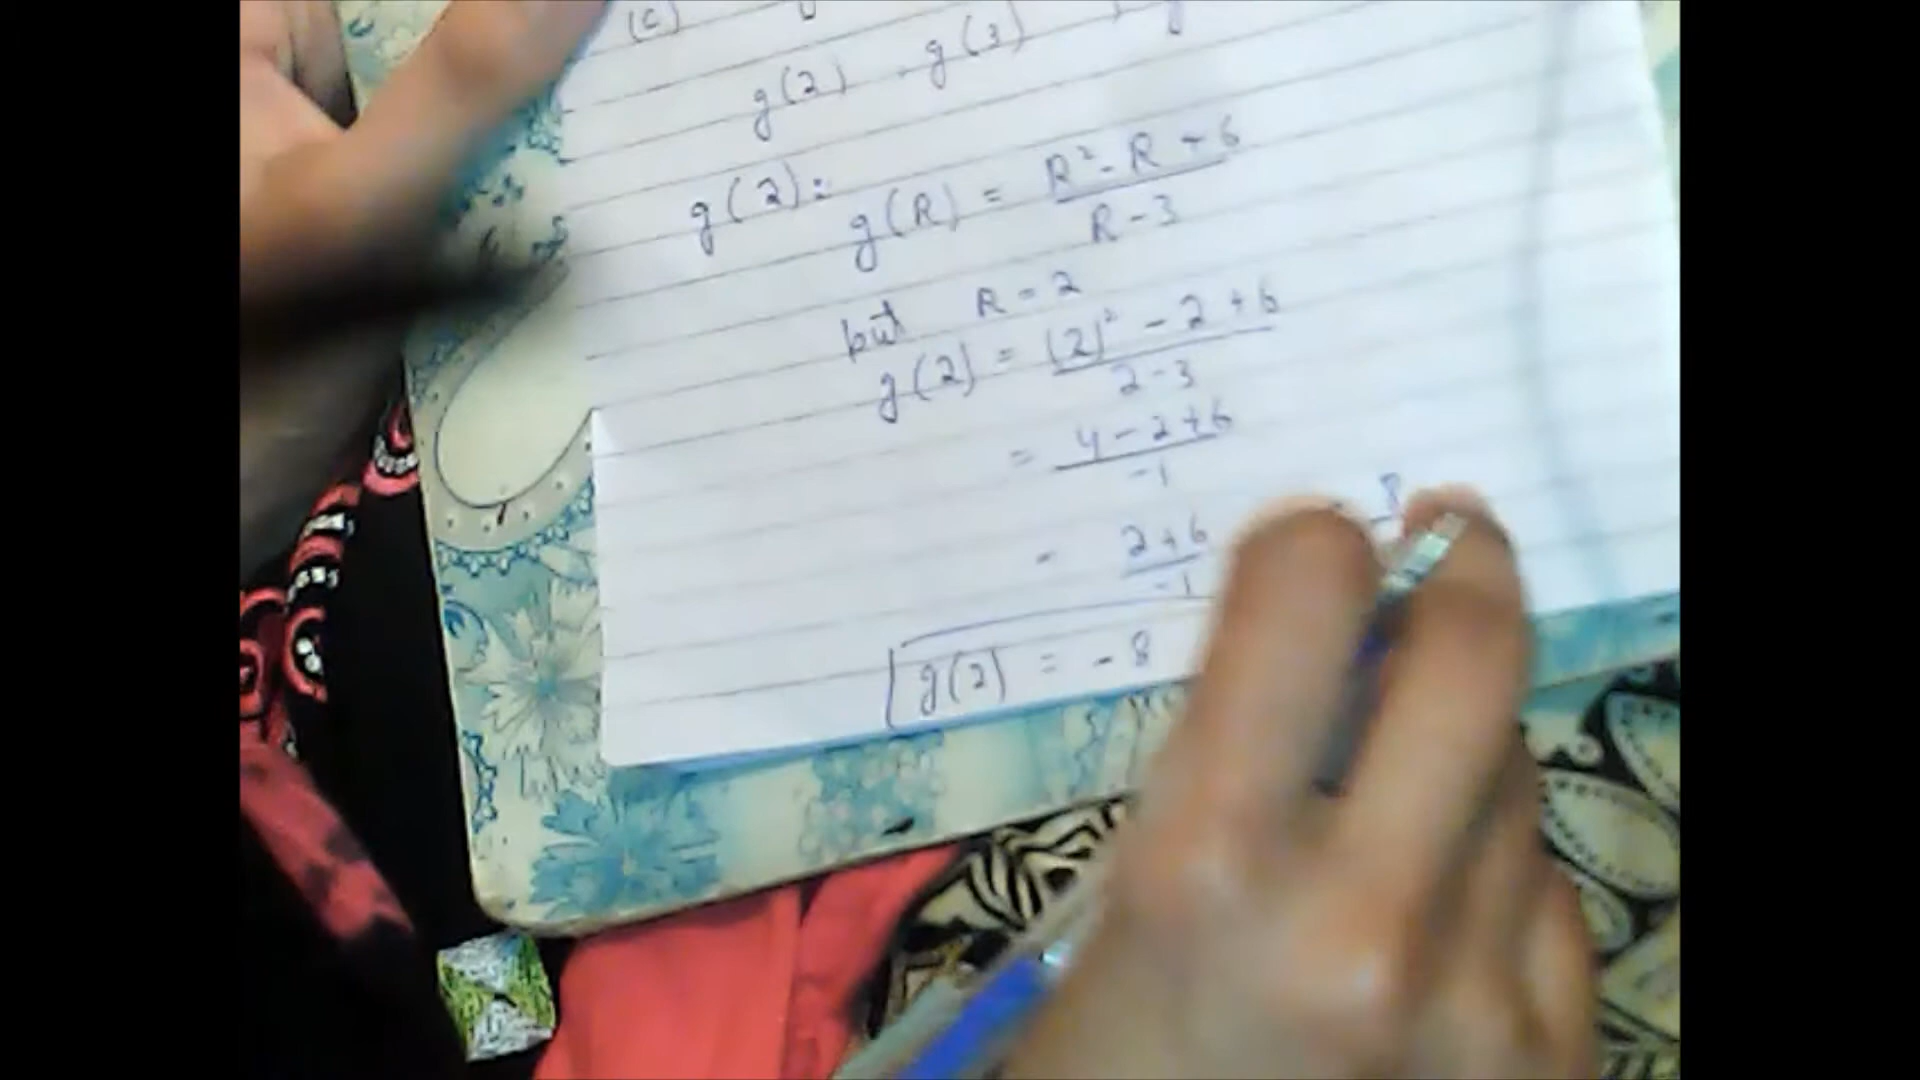 (c)
g(2) , g(3)
g(2): g(R) = R² - R + 6 / R - 3
but R = 2
g(2) = (2)² - 2 + 6 / 2 - 3
= 4 - 2 + 6 / -1
= 2 + 6 / -1 = 8
g(2) = - 8